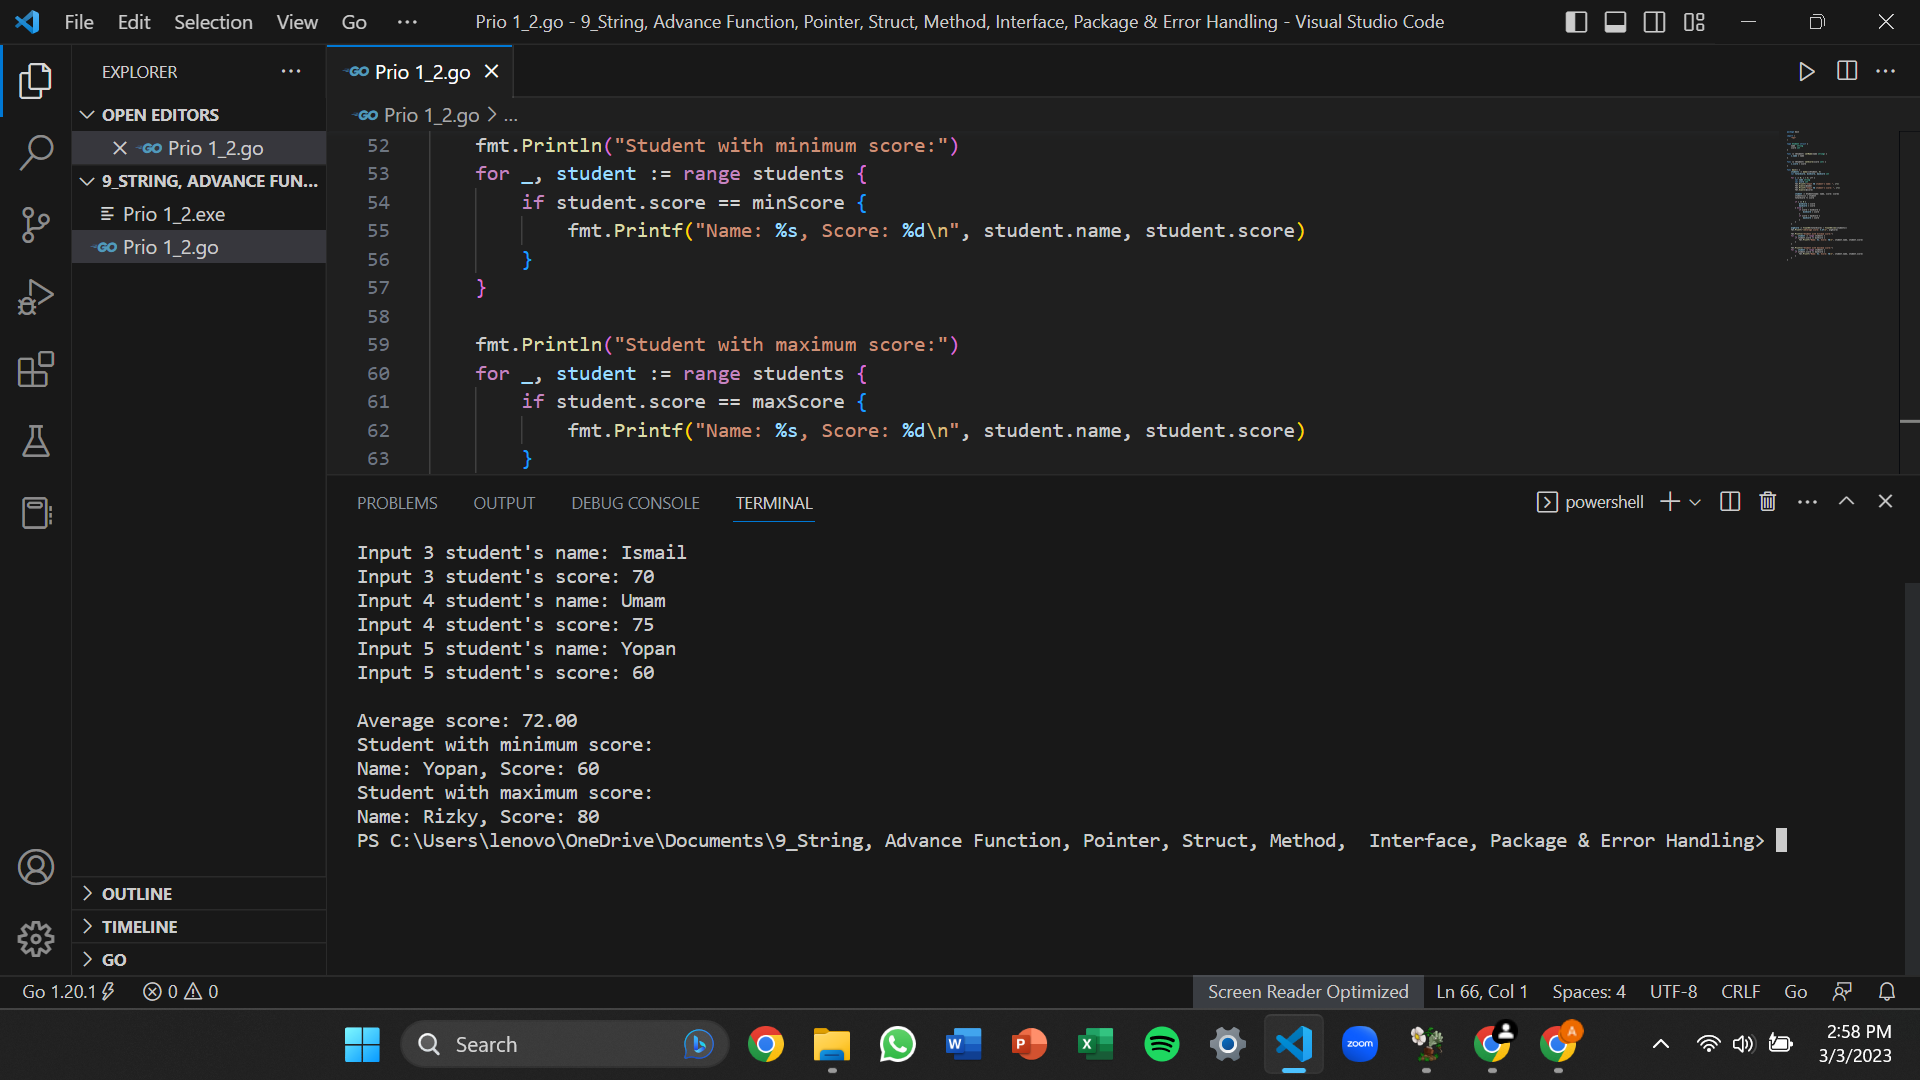 File Edit Selection View Go ··· Prio 1_2.go - 9_String, Advance Function, Pointer, Struct, Method, Interface, Package & Error Handling - Visual Studio Code
EXPLORER
OPEN EDITORS
GO Prio 1_2.go
9_STRING, ADVANCE FUN...
Prio 1_2.exe
GO Prio 1_2.go
OUTLINE
TIMELINE
GO
GO Prio 1_2.go
GO Prio 1_2.go > ...
52 fmt.Println("Student with minimum score:")
53 for _, student := range students {
54 if student.score == minScore {
55 fmt.Printf("Name: %s, Score: %d\n", student.name, student.score)
56 }
57 }
58
59 fmt.Println("Student with maximum score:")
60 for _, student := range students {
61 if student.score == maxScore {
62 fmt.Printf("Name: %s, Score: %d\n", student.name, student.score)
63 }
PROBLEMS OUTPUT DEBUG CONSOLE TERMINAL powershell
Input 3 student's name: Ismail
Input 3 student's score: 70
Input 4 student's name: Umam
Input 4 student's score: 75
Input 5 student's name: Yopan
Input 5 student's score: 60
Average score: 72.00
Student with minimum score:
Name: Yopan, Score: 60
Student with maximum score:
Name: Rizky, Score: 80
PS C:\Users\lenovo\OneDrive\Documents\9_String, Advance Function, Pointer, Struct, Method,  Interface, Package & Error Handling>
Go 1.20.1 0 0 Screen Reader Optimized Ln 66, Col 1 Spaces: 4 UTF-8 CRLF Go
Search W P X zoom A 2:58 PM
3/3/2023